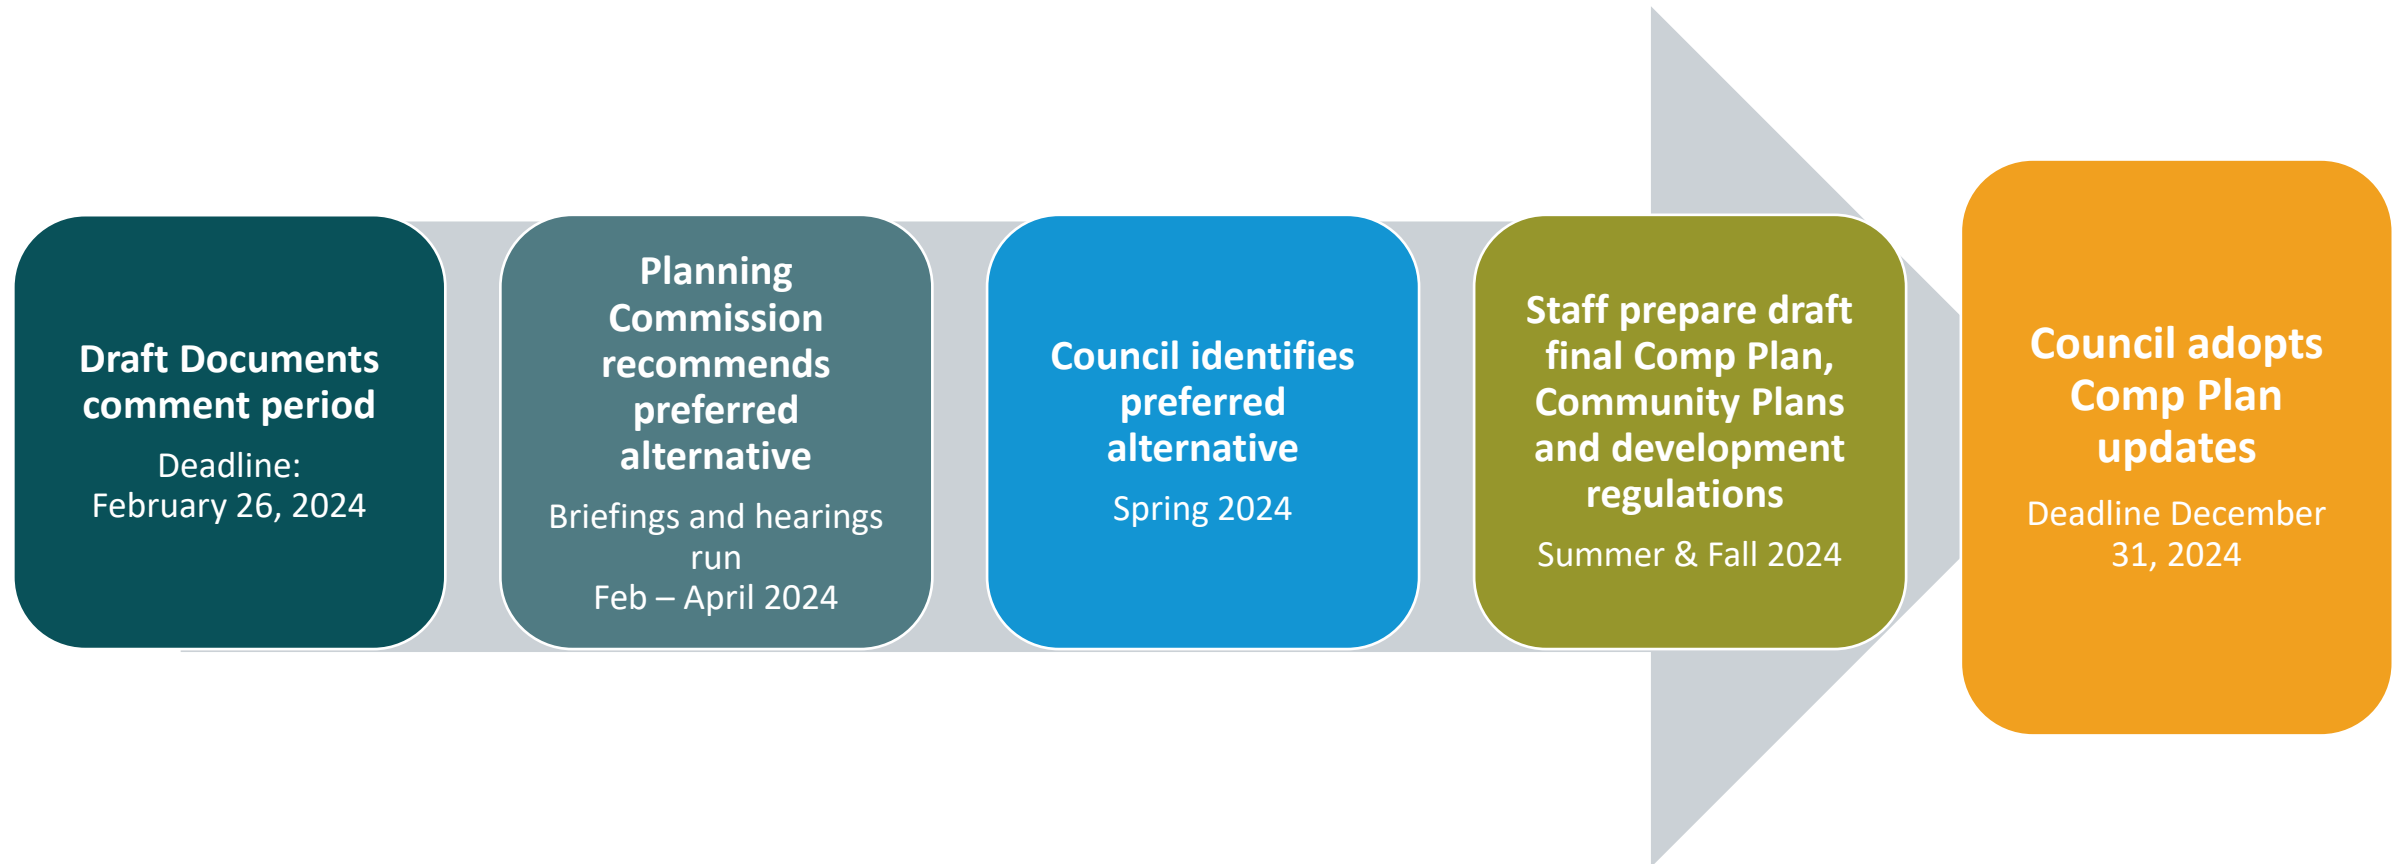 Draft Documents
comment period
Deadline:
February 26, 2024
Planning
Commission
recommends
preferred
alternative
Briefings and hearings
run
Feb – April 2024
Council identifies
preferred
alternative
Spring 2024
Staff prepare draft
final Comp Plan,
Community Plans
and development
regulations
Summer & Fall 2024
Council adopts
Comp Plan
updates
Deadline December
31, 2024